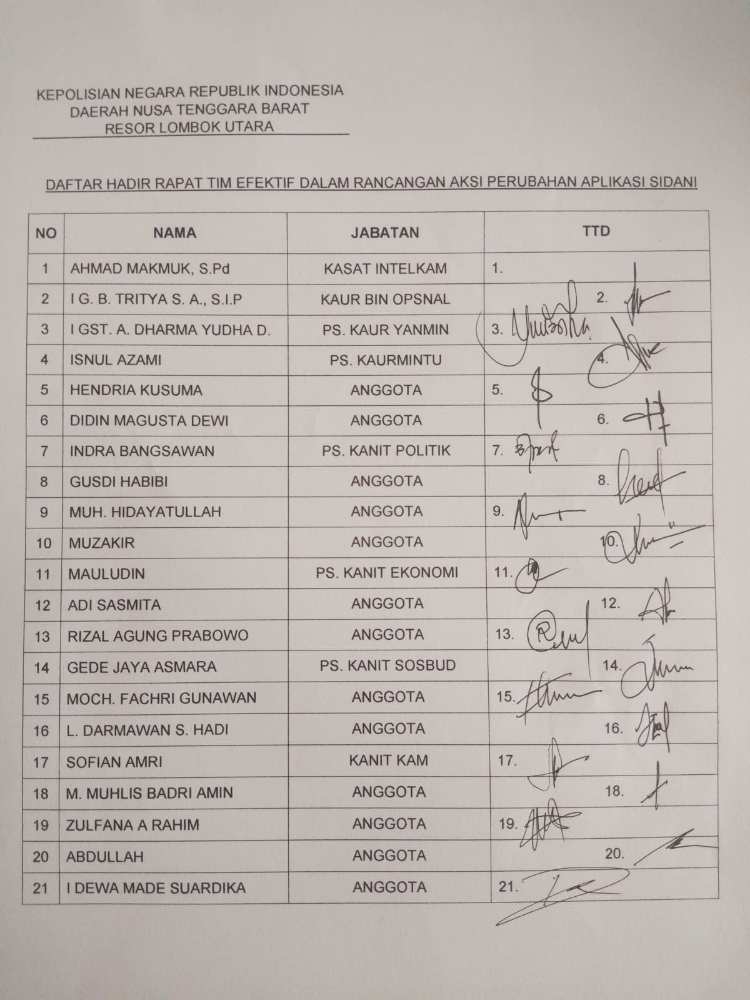 KEPOLISIAN NEGARA REPUBLIK INDONESIA
DAERAH NUSA TENGGARA BARAT
RESOR LOMBOK UTARA
DAFTAR HADIR RAPAT TIM EFEKTIF DALAM RANCANGAN AKSI PERUBAHAN APLIKASI SIDANI
NO NAMA JABATAN TTD
1 AHMAD MAKMUK, S.Pd KASAT INTELKAM 1.
2 I G. B. TRITYA S. A., S.I.P KAUR BIN OPSNAL 2.
3 I GST. A. DHARMA YUDHA D. PS. KAUR YANMIN 3.
4 ISNUL AZAMI PS. KAURMINTU 4.
5 HENDRIA KUSUMA ANGGOTA 5.
6 DIDIN MAGUSTA DEWI ANGGOTA 6.
7 INDRA BANGSAWAN PS. KANIT POLITIK 7.
8 GUSDI HABIBI ANGGOTA 8.
9 MUH. HIDAYATULLAH ANGGOTA 9.
10 MUZAKIR ANGGOTA 10.
11 MAULUDIN PS. KANIT EKONOMI 11.
12 ADI SASMITA ANGGOTA 12.
13 RIZAL AGUNG PRABOWO ANGGOTA 13.
14 GEDE JAYA ASMARA PS. KANIT SOSBUD 14.
15 MOCH. FACHRI GUNAWAN ANGGOTA 15.
16 L. DARMAWAN S. HADI ANGGOTA 16.
17 SOFIAN AMRI KANIT KAM 17.
18 M. MUHLIS BADRI AMIN ANGGOTA 18.
19 ZULFANA A RAHIM ANGGOTA 19.
20 ABDULLAH ANGGOTA 20.
21 I DEWA MADE SUARDIKA ANGGOTA 21.